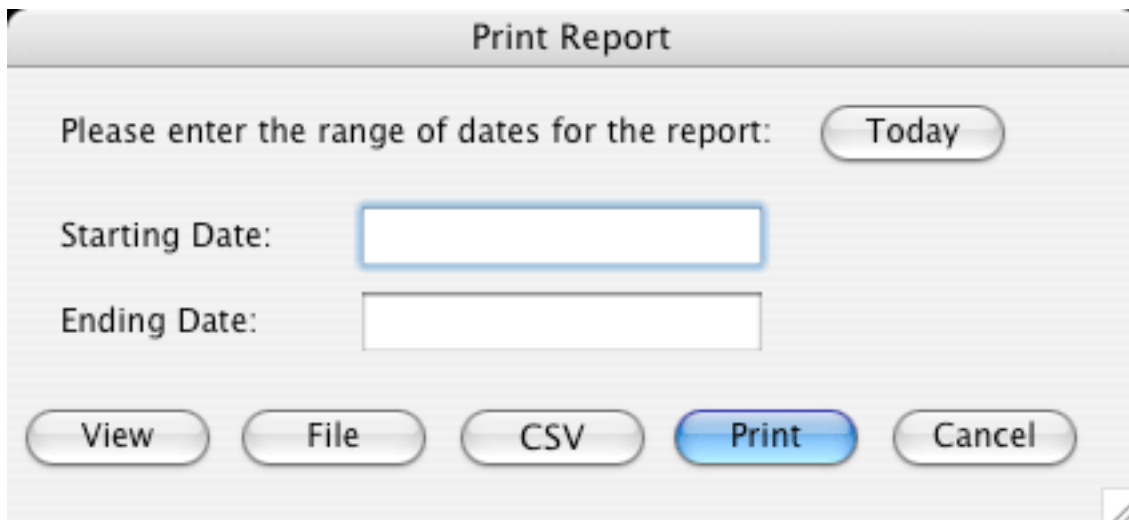 Print Report
Please enter the range of dates for the report: Today
Starting Date:
Ending Date:
View File CSV Print Cancel